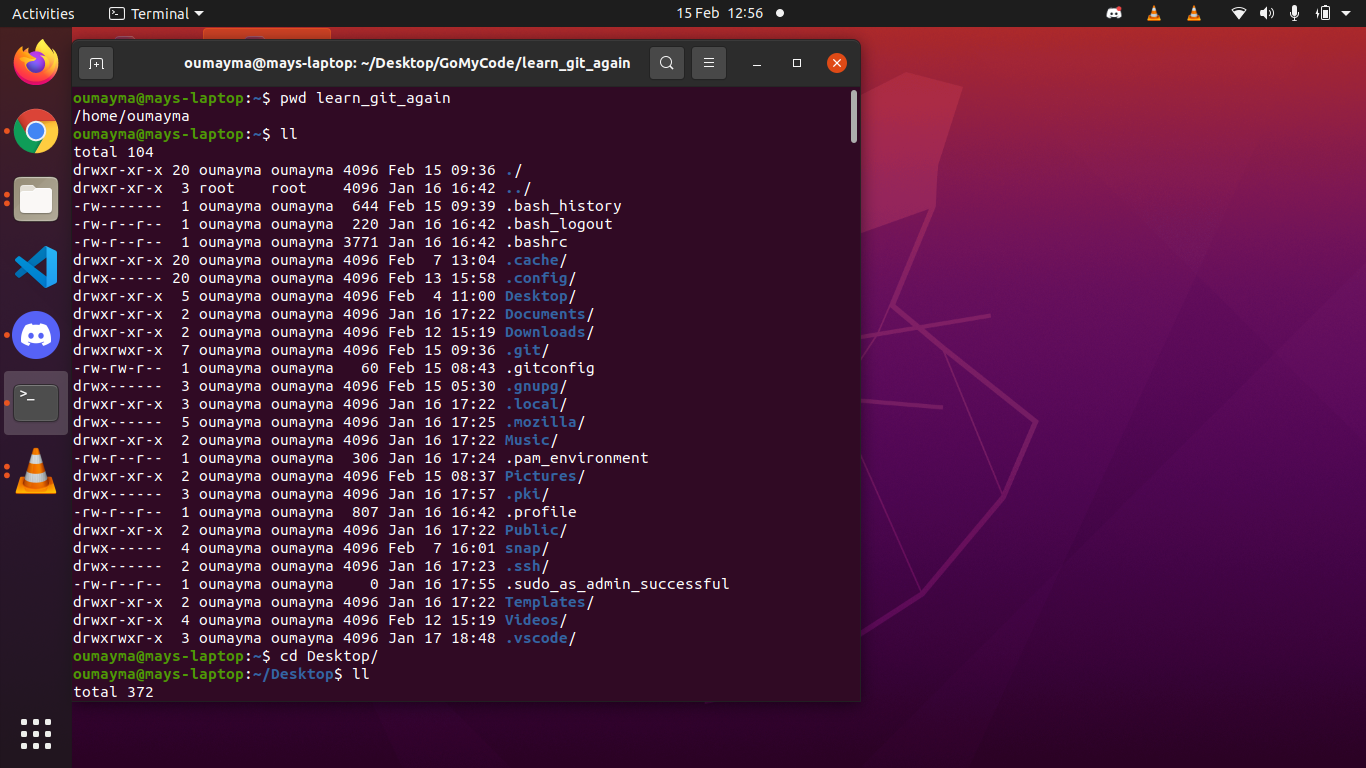 Activities Terminal 15 Feb 12:56
oumayma@mays-laptop: ~/Desktop/GoMyCode/learn_git_again
oumayma@mays-laptop:~$ pwd learn_git_again
/home/oumayma
oumayma@mays-laptop:~$ ll
total 104
drwxr-xr-x 20 oumayma oumayma 4096 Feb 15 09:36 ./
drwxr-xr-x  3 root    root    4096 Jan 16 16:42 ../
-rw-------  1 oumayma oumayma  644 Feb 15 09:39 .bash_history
-rw-r--r--  1 oumayma oumayma  220 Jan 16 16:42 .bash_logout
-rw-r--r--  1 oumayma oumayma 3771 Jan 16 16:42 .bashrc
drwxr-xr-x 20 oumayma oumayma 4096 Feb  7 13:04 .cache/
drwx------ 20 oumayma oumayma 4096 Feb 13 15:58 .config/
drwxr-xr-x  5 oumayma oumayma 4096 Feb  4 11:00 Desktop/
drwxr-xr-x  2 oumayma oumayma 4096 Jan 16 17:22 Documents/
drwxr-xr-x  2 oumayma oumayma 4096 Feb 12 15:19 Downloads/
drwxrwxr-x  7 oumayma oumayma 4096 Feb 15 09:36 .git/
-rw-rw-r--  1 oumayma oumayma   60 Feb 15 08:43 .gitconfig
drwx------  3 oumayma oumayma 4096 Feb 15 05:30 .gnupg/
drwxr-xr-x  3 oumayma oumayma 4096 Jan 16 17:22 .local/
drwx------  5 oumayma oumayma 4096 Jan 16 17:25 .mozilla/
drwxr-xr-x  2 oumayma oumayma 4096 Jan 16 17:22 Music/
-rw-r--r--  1 oumayma oumayma  306 Jan 16 17:24 .pam_environment
drwxr-xr-x  2 oumayma oumayma 4096 Feb 15 08:37 Pictures/
drwx------  3 oumayma oumayma 4096 Jan 16 17:57 .pki/
-rw-r--r--  1 oumayma oumayma  807 Jan 16 16:42 .profile
drwxr-xr-x  2 oumayma oumayma 4096 Jan 16 17:22 Public/
drwx------  4 oumayma oumayma 4096 Feb  7 16:01 snap/
drwx------  2 oumayma oumayma 4096 Jan 16 17:23 .ssh/
-rw-r--r--  1 oumayma oumayma    0 Jan 16 17:55 .sudo_as_admin_successful
drwxr-xr-x  2 oumayma oumayma 4096 Jan 16 17:22 Templates/
drwxr-xr-x  4 oumayma oumayma 4096 Feb 12 15:19 Videos/
drwxrwxr-x  3 oumayma oumayma 4096 Jan 17 18:48 .vscode/
oumayma@mays-laptop:~$ cd Desktop/
oumayma@mays-laptop:~/Desktop$ ll
total 372